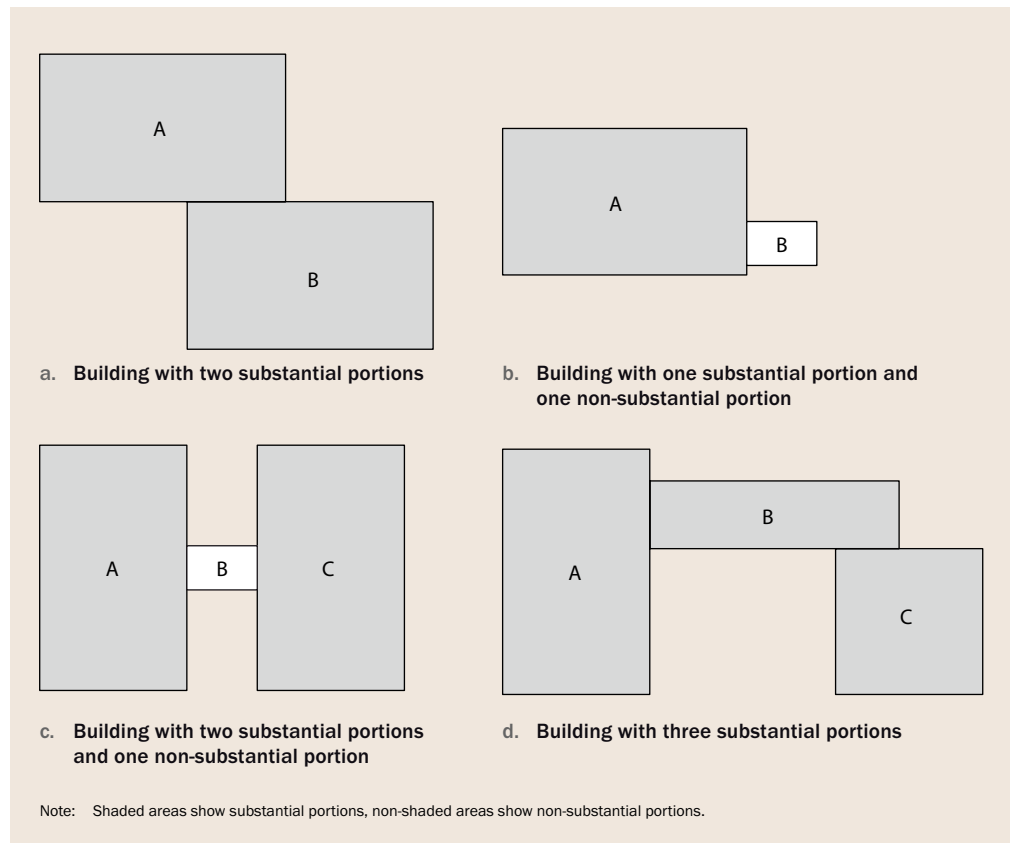 A
B
a. Building with two substantial portions
A
B
b. Building with one substantial portion and
one non-substantial portion
A
B
C
c. Building with two substantial portions
and one non-substantial portion
A
B
C
d. Building with three substantial portions
Note: Shaded areas show substantial portions, non-shaded areas show non-substantial portions.